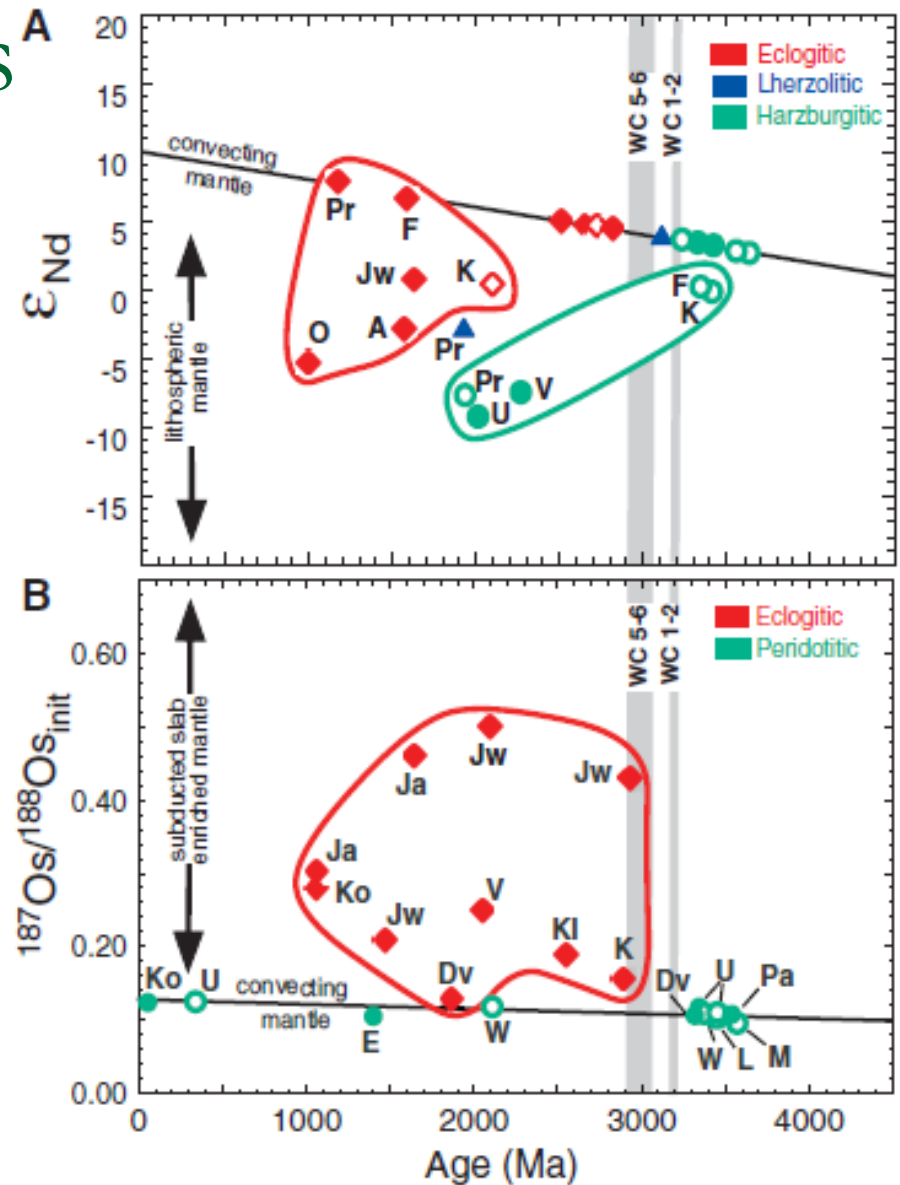 S
A
20
15
10
5
0
-5
-10
-15
εNd
Eclogitic
Lherzolitic
Harzburgitic
WC 5-6
WC 1-2
convecting
mantle
lithospheric
mantle
Pr
F
Jw
K
A
O
Pr
F
K
Pr
U
V
B
0.60
0.40
0.20
0.00
187Os/188Osinit
Eclogitic
Peridotitic
WC 5-6
WC 1-2
subducted slab
enriched mantle
Jw
Ja
Jw
Ja
Ko
Jw
V
KI
K
Dv
Ko
U
convecting
mantle
E
W
Dv
U
Pa
W
L
M
0
1000
2000
3000
4000
Age (Ma)